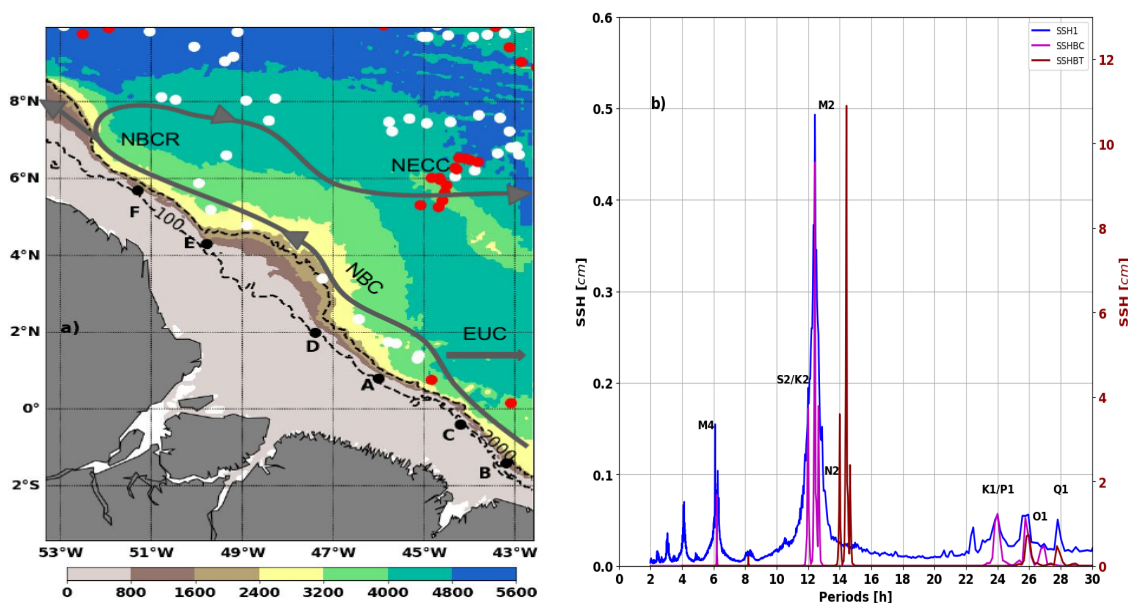 8°N
6°N
4°N
2°N
0°
2°S
53°W
51°W
49°W
47°W
45°W
43°W
a)
NBCR
NECC
NBC
EUC
F
100
E
D
A
C
2000
B
0
800
1600
2400
3200
4000
4800
5600
b)
SSH1
SSHBC
SSHBT
M2
S2/K2
M4
N2
K1/P1
Q1
O1
SSH [cm]
0.6
0.5
0.4
0.3
0.2
0.1
0.0
12
10
8
6
4
2
0
SSH [cm]
0
2
4
6
8
10
12
14
16
18
20
22
24
26
28
30
Periods [h]